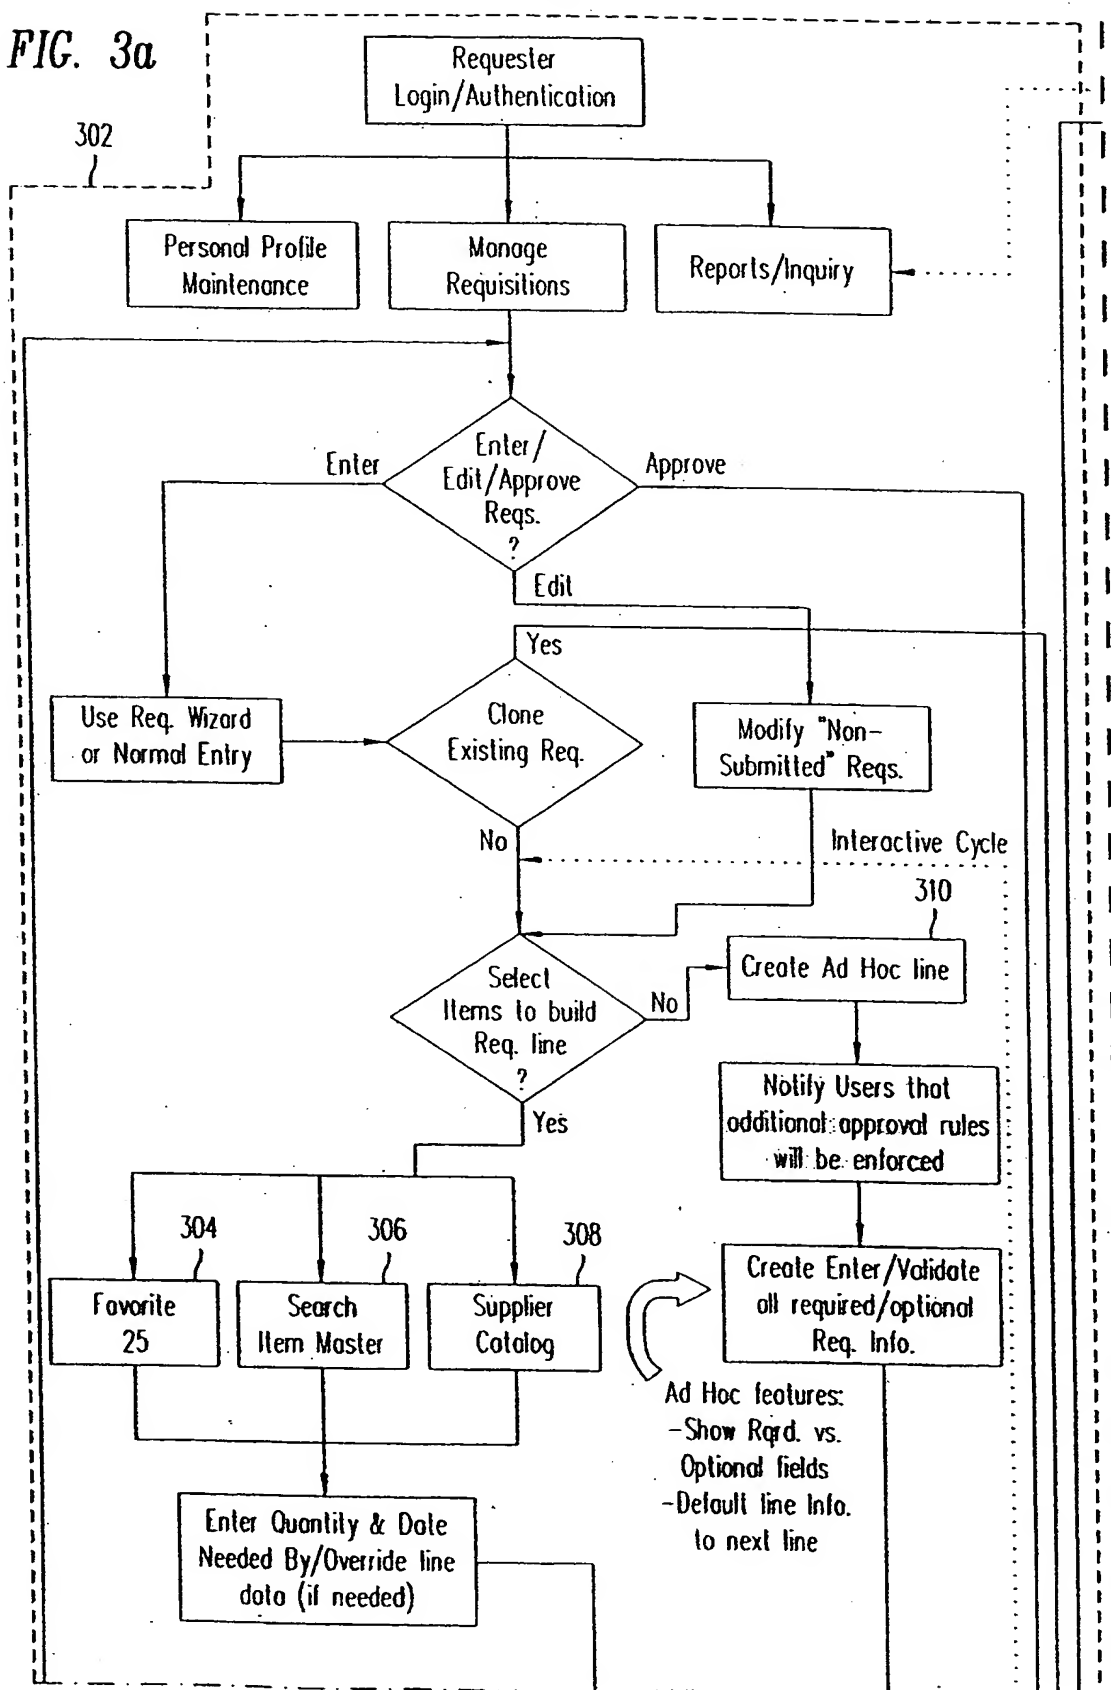 FIG. 3a
Requester
Login/Authentication
302
Personal Profile
Maintenance
Manage
Requisitions
Reports/Inquiry
Enter/
Edit/Approve
Reqs.
?
Enter
Approve
Edit
Yes
Use Req. Wizard
or Normal Entry
Clone
Existing Req.
Modify "Non-
Submitted" Reqs.
No
Interactive Cycle
310
Select
Items to build
Req. line
?
No
Create Ad Hoc line
Yes
Notify Users that
additional approval rules
will be enforced
304
306
308
Favorite
25
Search
Item Master
Supplier
Catalog
Create Enter/Validate
all required/optional
Req. Info.
Ad Hoc features:
-Show Rqrd. vs.
Optional fields
-Default line Info.
to next line
Enter Quantity & Date
Needed By/Override line
data (if needed)